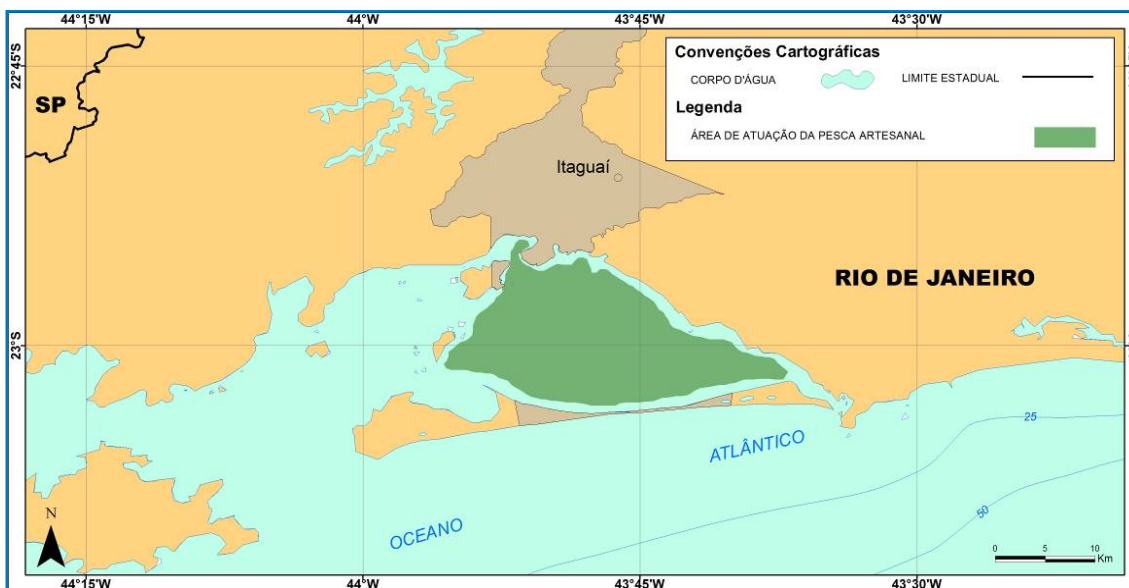 44°15'W 44°W 43°45'W 43°30'W
22°45'S
Convenções Cartográficas
CORPO D'ÁGUA LIMITE ESTADUAL
Legenda
ÁREA DE ATUAÇÃO DA PESCA ARTESANAL
SP
Itaguaí
RIO DE JANEIRO
23°S
25
ATLÂNTICO
50
OCEANO
N
0 5 10
Km
44°15'W 44°W 43°45'W 43°30'W